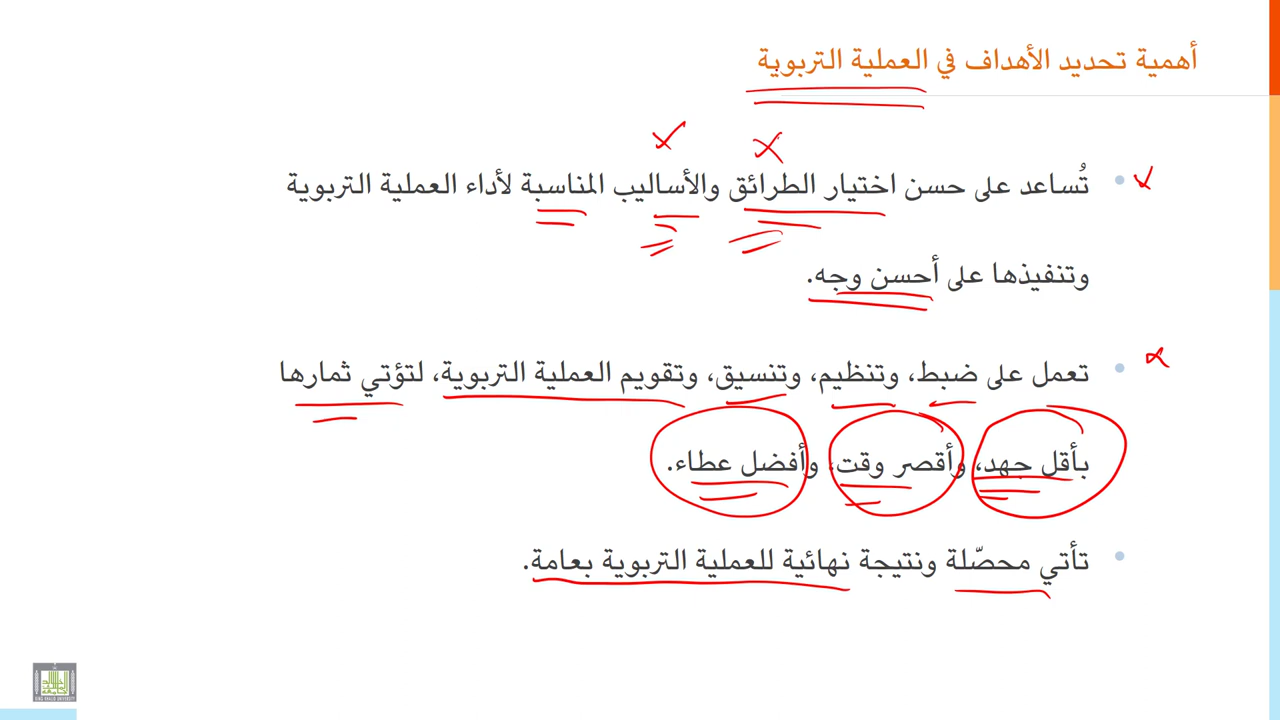 أهمية تحديد الأهداف في العملية التربوية
• تُساعد على حسن اختيار الطرائق والأساليب المناسبة لأداء العملية التربوية
وتنفيذها على أحسن وجه.
• تعمل على ضبط، وتنظيم، وتنسيق، وتقويم العملية التربوية، لتؤتي ثمارها
بأقل جهد، وأقصر وقت، وأفضل عطاء.
• تأتي محصّلة ونتيجة نهائية للعملية التربوية بعامة.